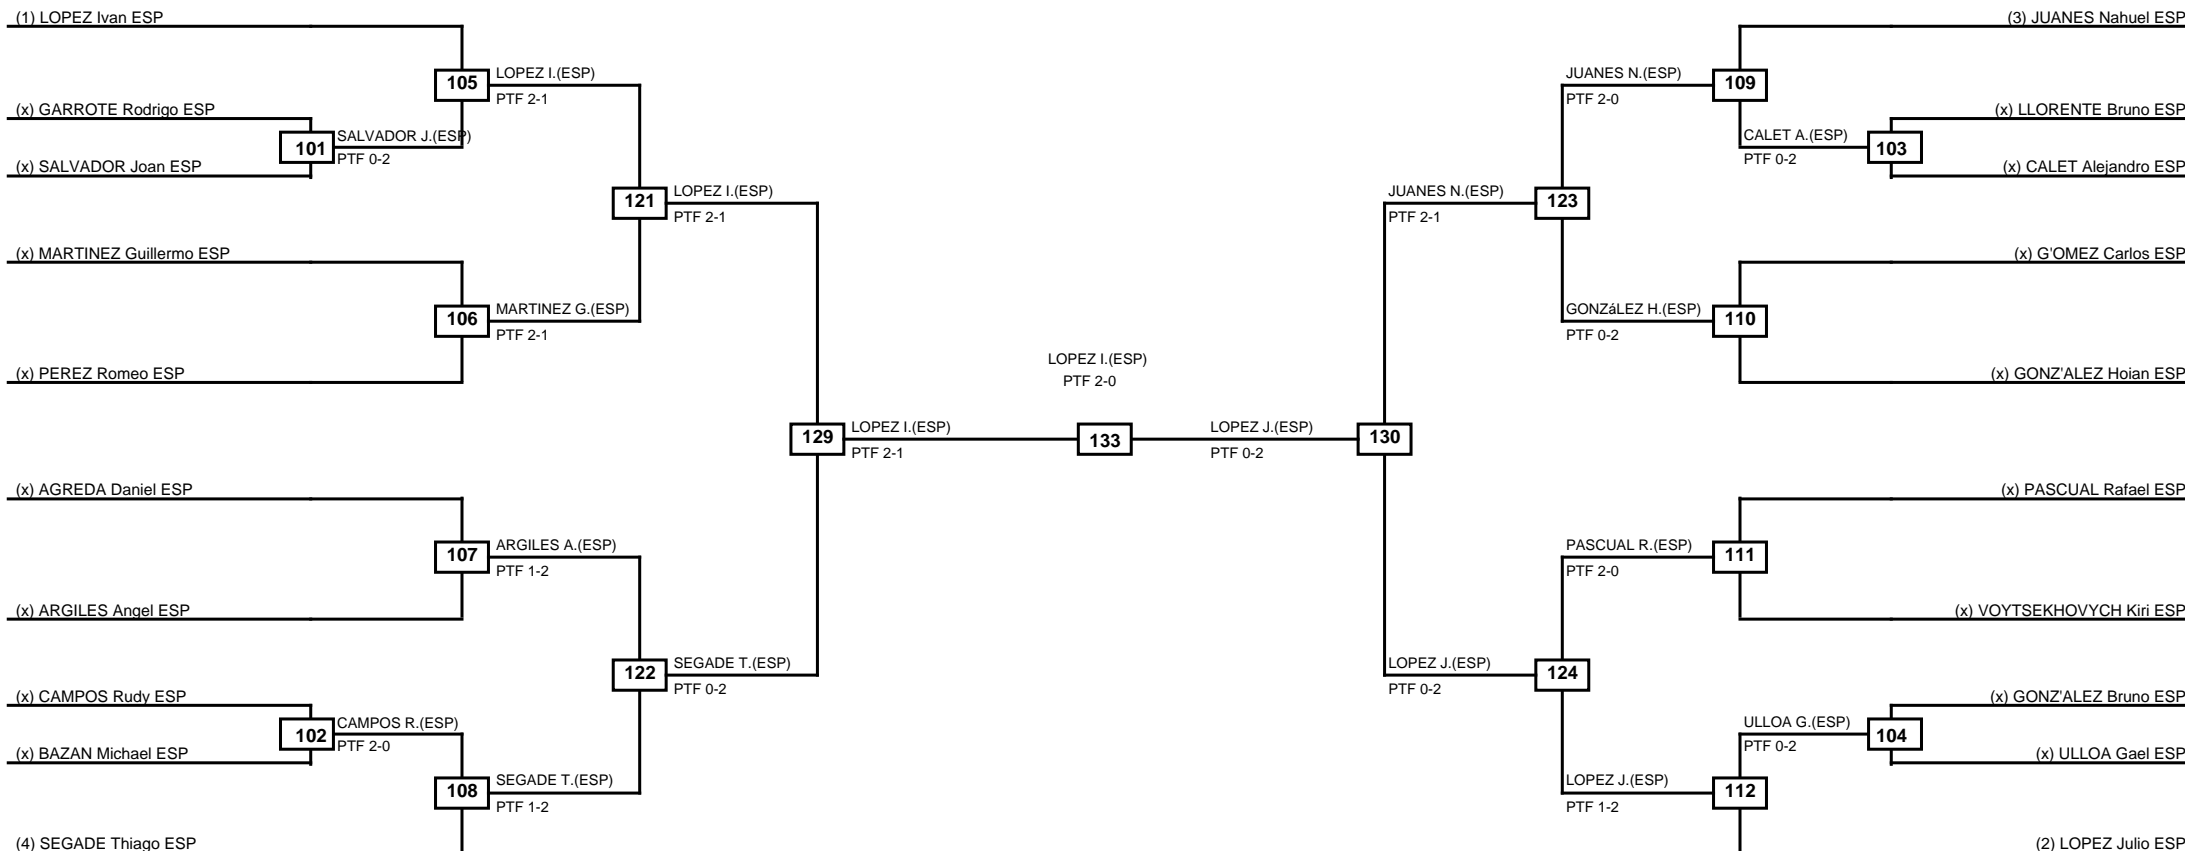 (1) LOPEZ Ivan ESP
(3) JUANES Nahuel ESP
105
LOPEZ I.(ESP)
PTF 2-1
JUANES N.(ESP)
PTF 2-0
109
(x) GARROTE Rodrigo ESP
(x) LLORENTE Bruno ESP
101
SALVADOR J.(ESP)
PTF 0-2
CALET A.(ESP)
PTF 0-2
103
(x) SALVADOR Joan ESP
(x) CALET Alejandro ESP
121
LOPEZ I.(ESP)
PTF 2-1
JUANES N.(ESP)
PTF 2-1
123
(x) MARTINEZ Guillermo ESP
(x) G'OMEZ Carlos ESP
106
MARTINEZ G.(ESP)
PTF 2-1
GONZáLEZ H.(ESP)
PTF 0-2
110
LOPEZ I.(ESP)
PTF 2-0
(x) PEREZ Romeo ESP
(x) GONZ'ALEZ Hoian ESP
129
LOPEZ I.(ESP)
PTF 2-1
133
LOPEZ J.(ESP)
PTF 0-2
130
(x) AGREDA Daniel ESP
(x) PASCUAL Rafael ESP
107
ARGILES A.(ESP)
PTF 1-2
PASCUAL R.(ESP)
PTF 2-0
111
(x) ARGILES Angel ESP
(x) VOYTSEKHOVYCH Kiri ESP
122
SEGADE T.(ESP)
PTF 0-2
LOPEZ J.(ESP)
PTF 0-2
124
(x) CAMPOS Rudy ESP
(x) GONZ'ALEZ Bruno ESP
102
CAMPOS R.(ESP)
PTF 2-0
ULLOA G.(ESP)
PTF 0-2
104
(x) BAZAN Michael ESP
(x) ULLOA Gael ESP
108
SEGADE T.(ESP)
PTF 1-2
LOPEZ J.(ESP)
PTF 1-2
112
(4) SEGADE Thiago ESP
(2) LOPEZ Julio ESP